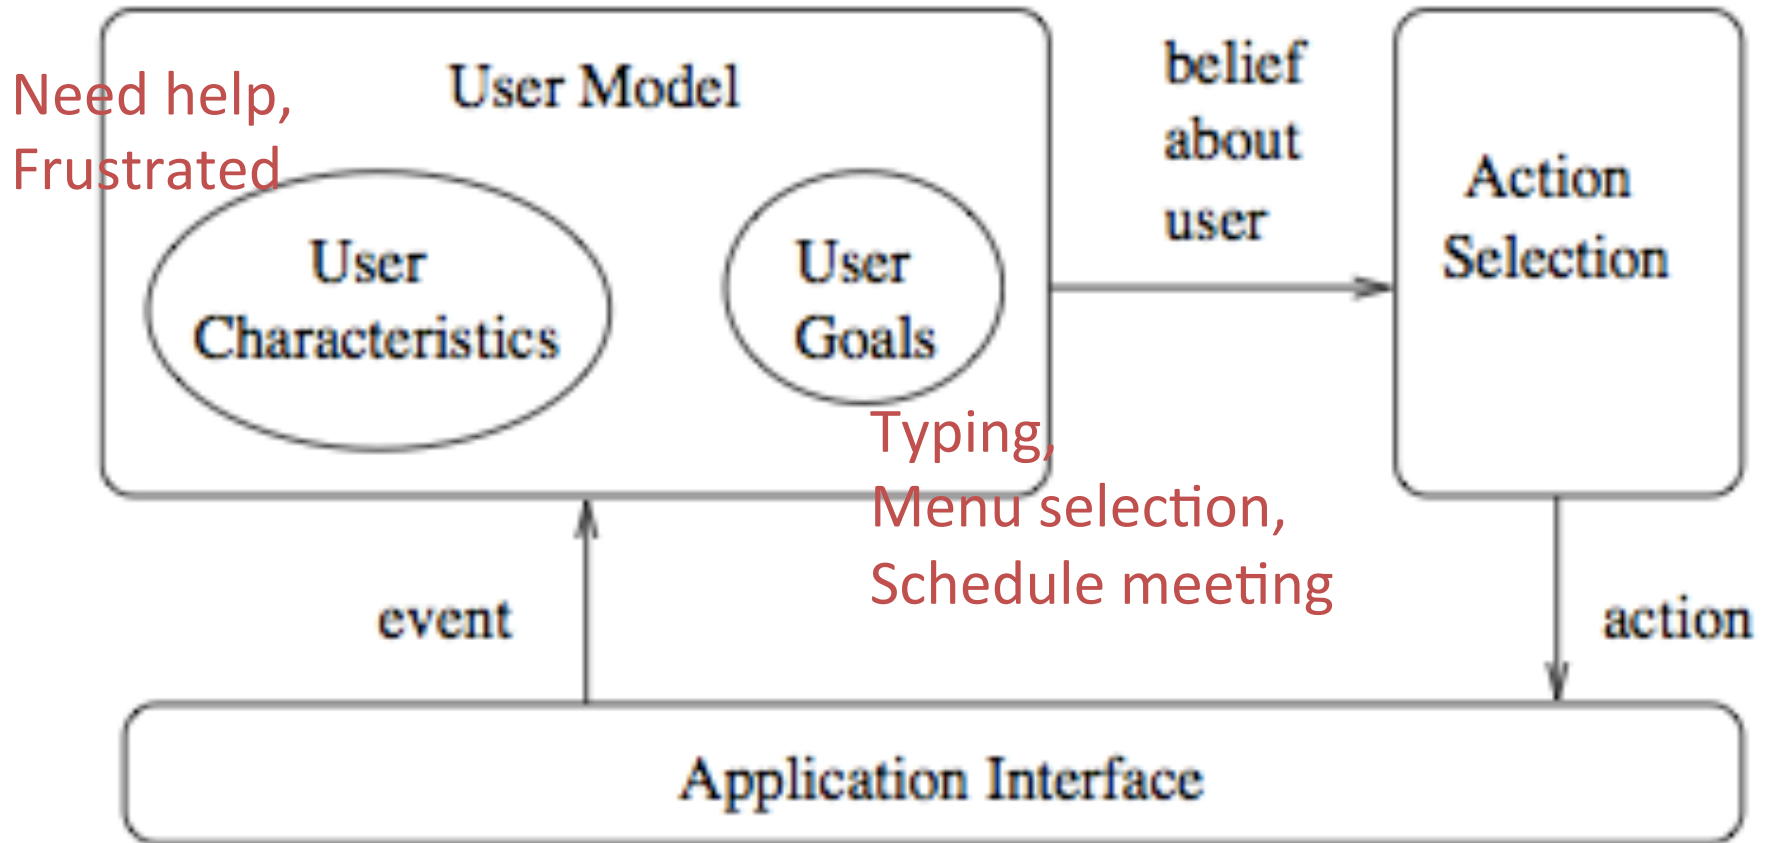 User Model
Need help,
Frustrated
User
Characteristics
User
Goals
Typing,
Menu selection,
Schedule meeting
belief
about
user
Action
Selection
event
action
Application Interface